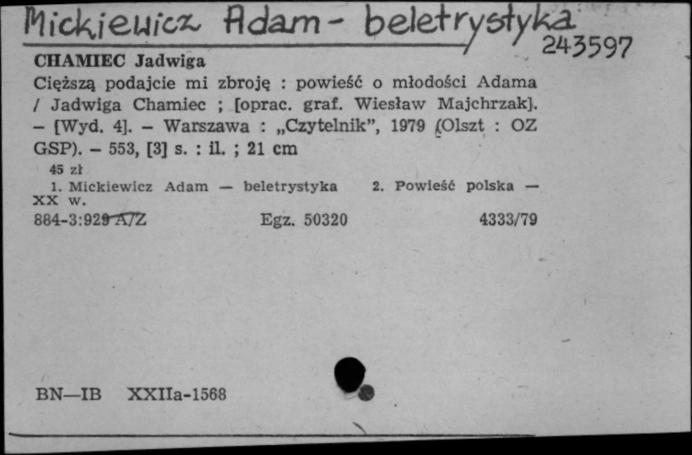 Mickiewicz Adam - beletrystyka
243597
CHAMIEC Jadwiga
Cięższą podajcie mi zbroję : powieść o młodości Adama
/ Jadwiga Chamiec ; [oprac. graf. Wiesław Majchrzak].
— [Wyd. 4]. — Warszawa : „Czytelnik”, 1979 (Olszt : OZ
GSP). — 553, [3] s. : il. ; 21 cm
45 zł
1. Mickiewicz Adam — beletrystyka 2. Powieść polska —
XX w.
884-3:929 A/Z Egz. 50320 4333/79
BN—IB XXIIa-1568